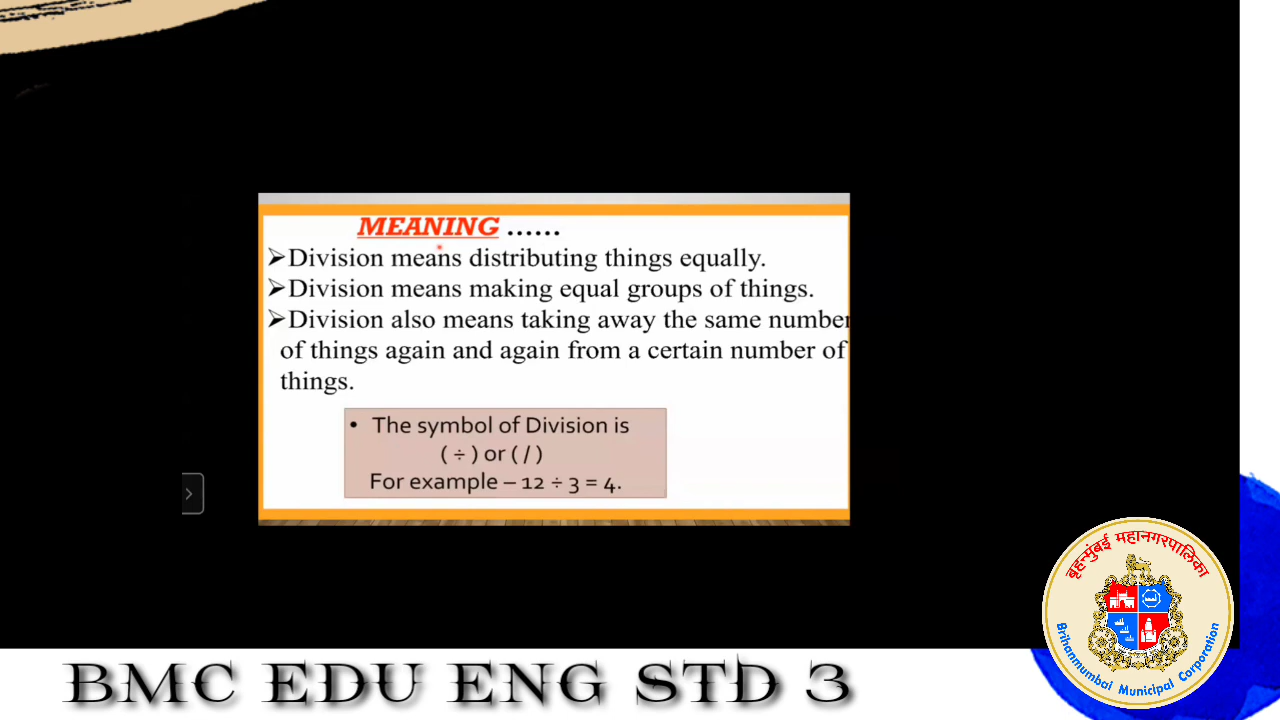 MEANING ......
➢Division means distributing things equally.
➢Division means making equal groups of things.
➢Division also means taking away the same number
of things again and again from a certain number of
things.
• The symbol of Division is
( ÷ ) or ( / )
For example – 12 ÷ 3 = 4.
बृहन्मुंबई महानगरपालिका
Brihanmumbai Municipal Corporation
BMC EDU ENG STD 3